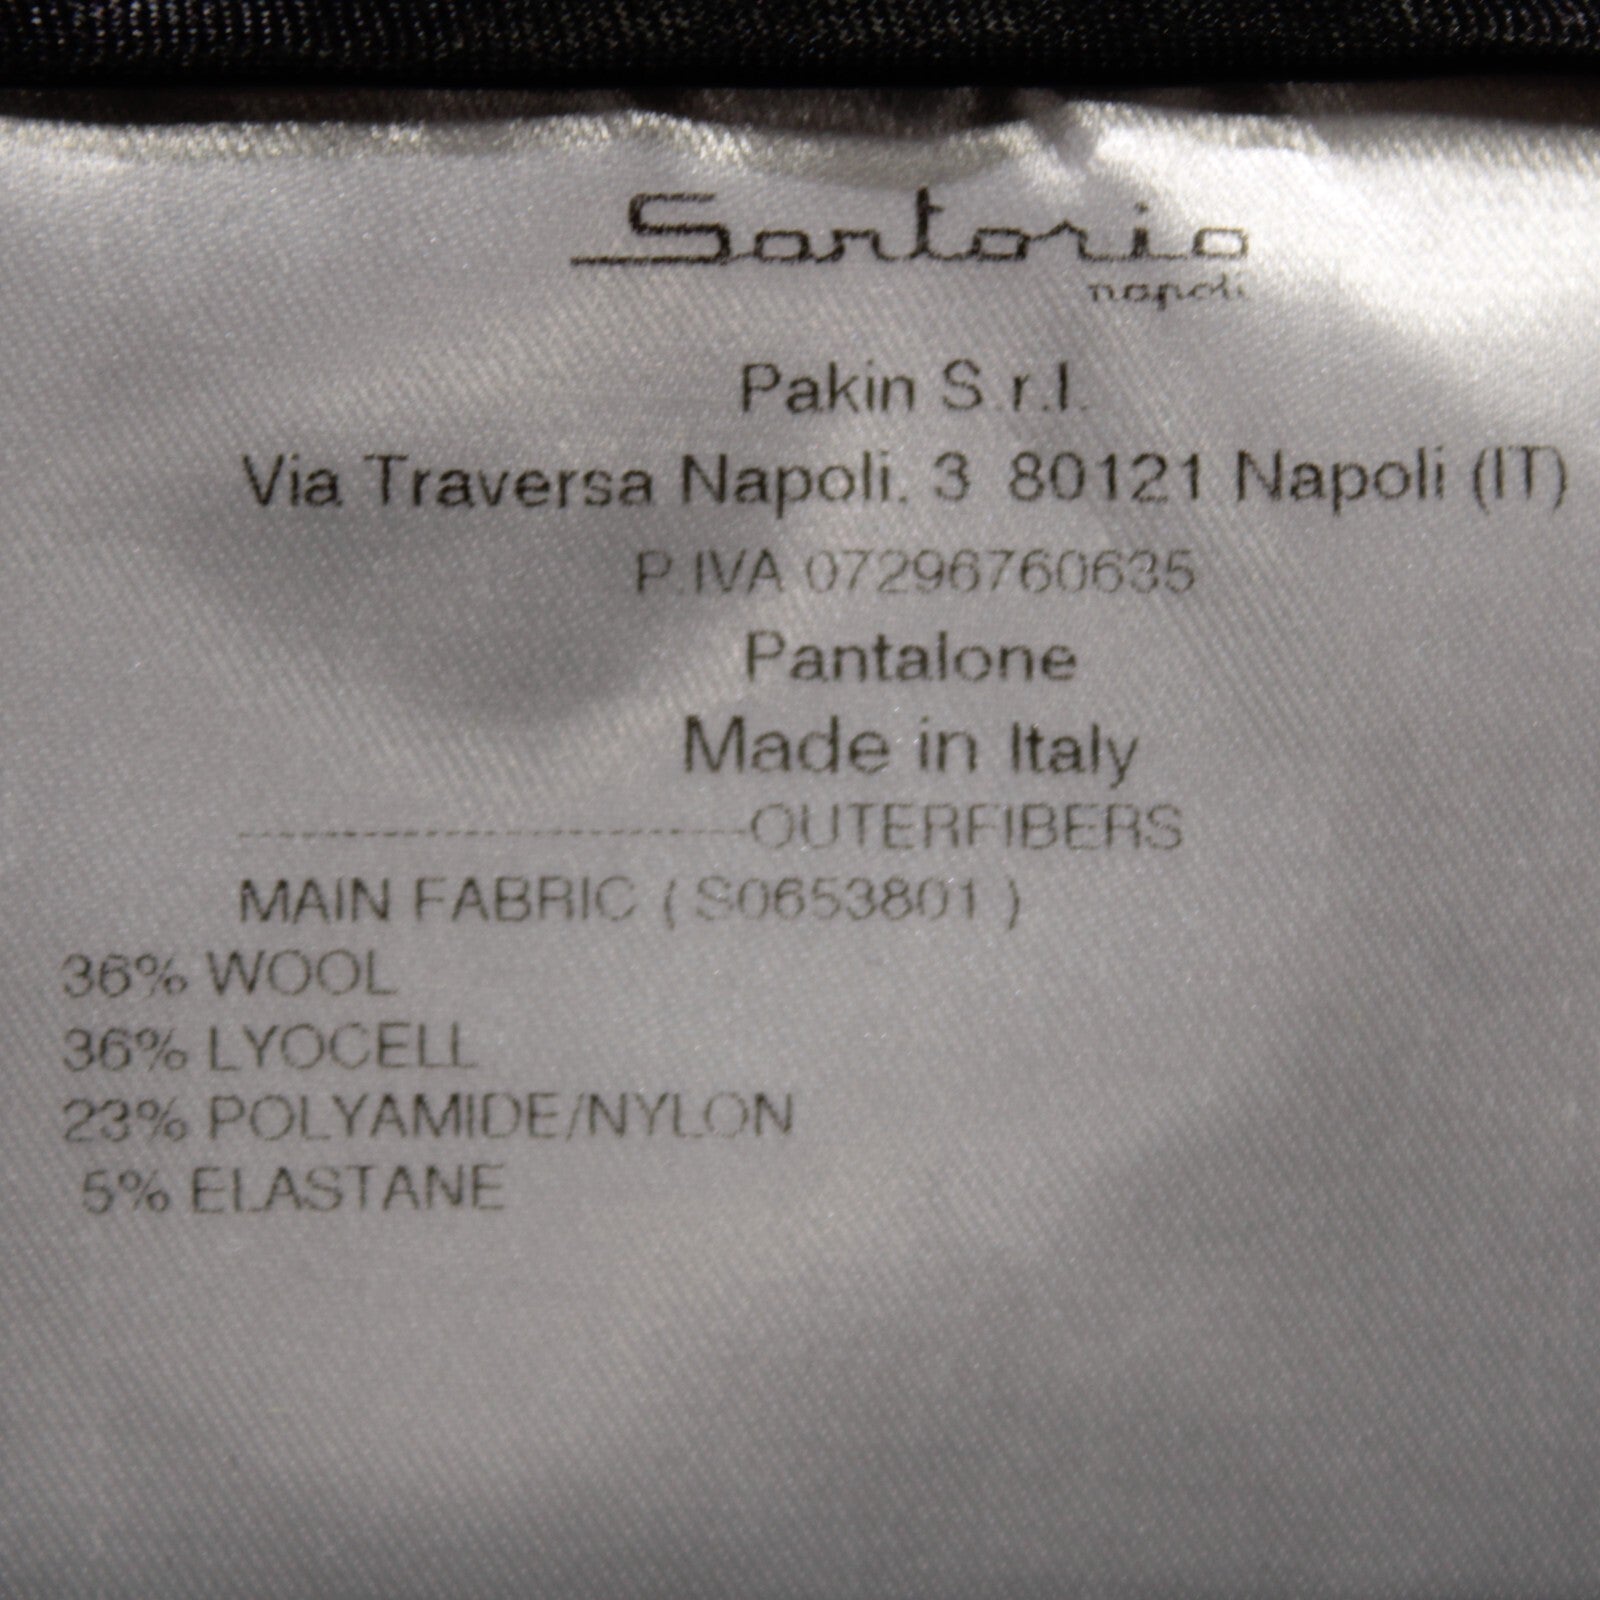 Sartorio
napoli
Pakin S.r.l.
Via Traversa Napoli, 3 80121 Napoli (IT)
P.IVA 07296760635
Pantalone
Made in Italy
-------------------------OUTERFIBERS
MAIN FABRIC ( S0653801 )
36% WOOL
36% LYOCELL
23% POLYAMIDE/NYLON
5% ELASTANE